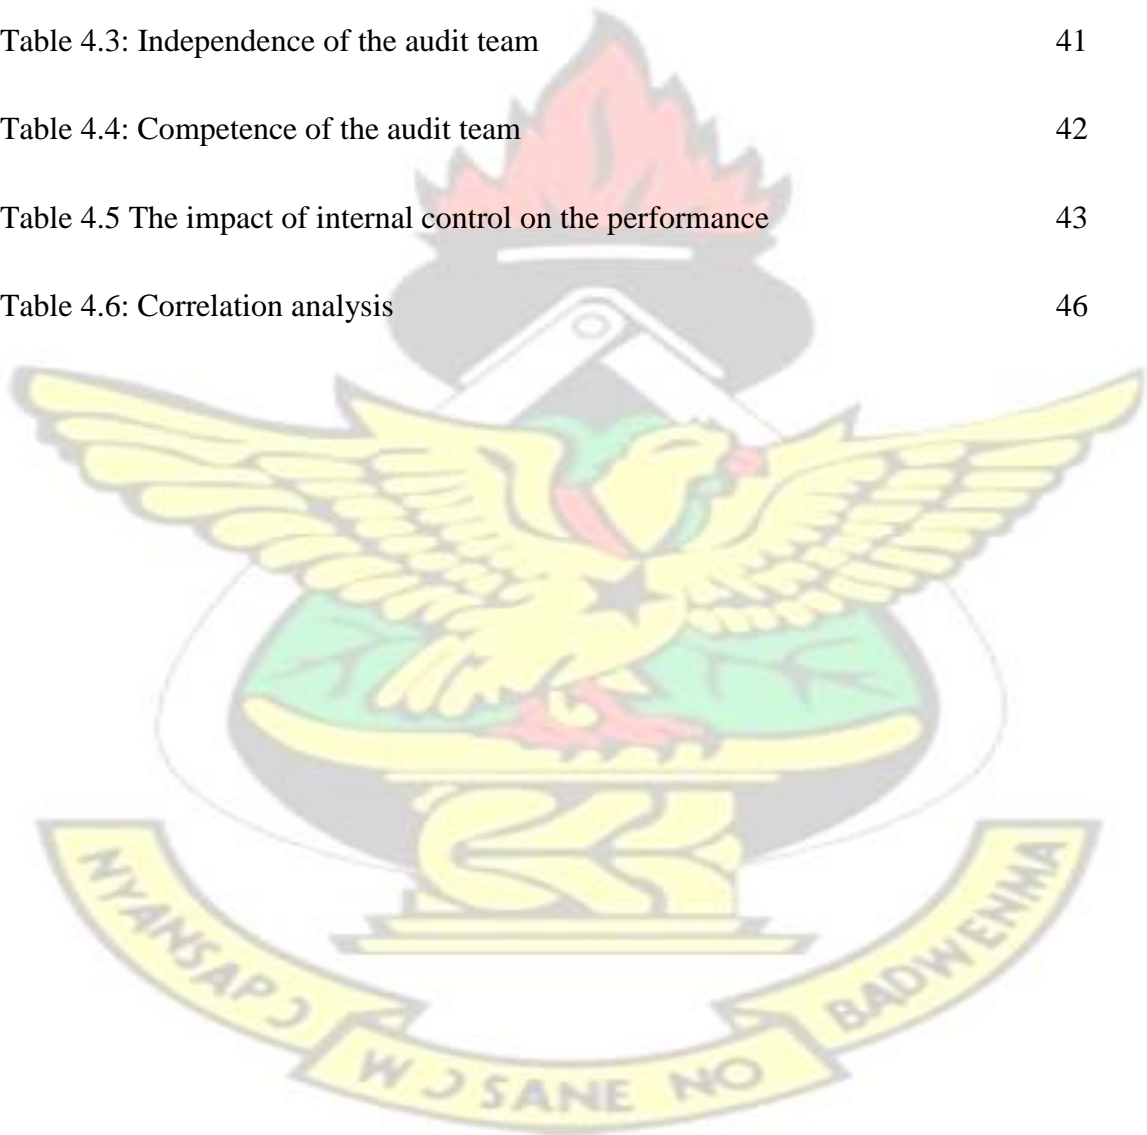 Table 4.3: Independence of the audit team 41
Table 4.4: Competence of the audit team 42
Table 4.5 The impact of internal control on the performance 43
Table 4.6: Correlation analysis 46
NYANSAPƆ
WƆSANE NO
BADWENMA